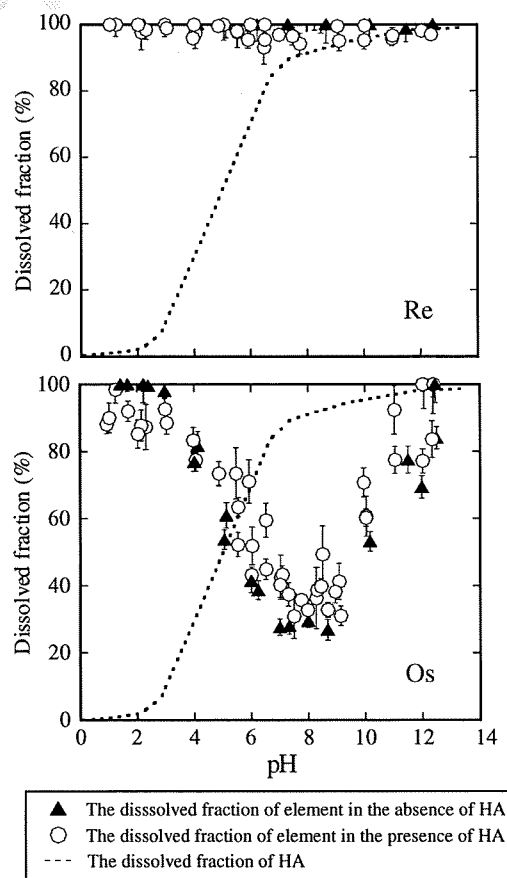 100
80
60
40
20
0
Dissolved fraction (%)
Re
100
80
60
40
20
0
Dissolved fraction (%)
Os
0 2 4 6 8 10 12 14
pH
▲ The disssolved fraction of element in the absence of HA
○ The dissolved fraction of element in the presence of HA
---- The dissolved fraction of HA